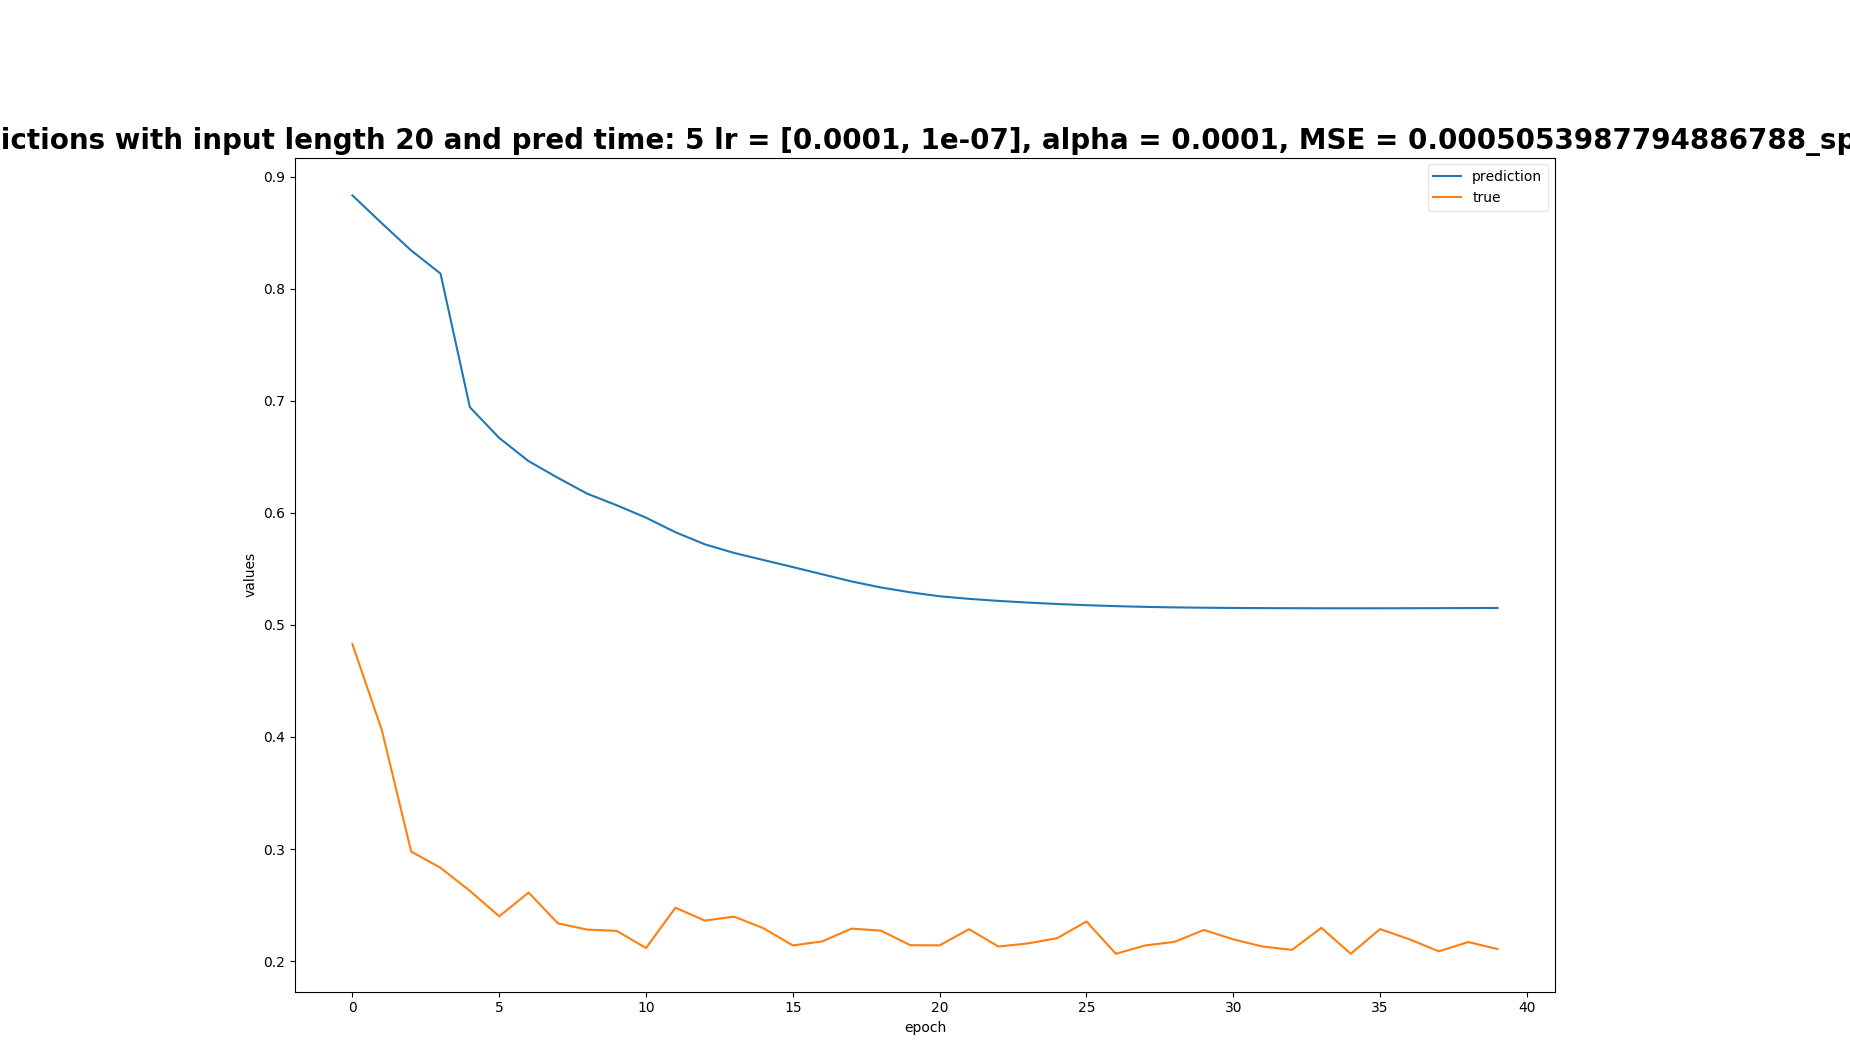 ictions with input length 20 and pred time: 5 lr = [0.0001, 1e-07], alpha = 0.0001, MSE = 0.0005053987794886788_sp
prediction
true
0.9
0.8
0.7
0.6
0.5
0.4
0.3
0.2
values
0 5 10 15 20 25 30 35 40
epoch